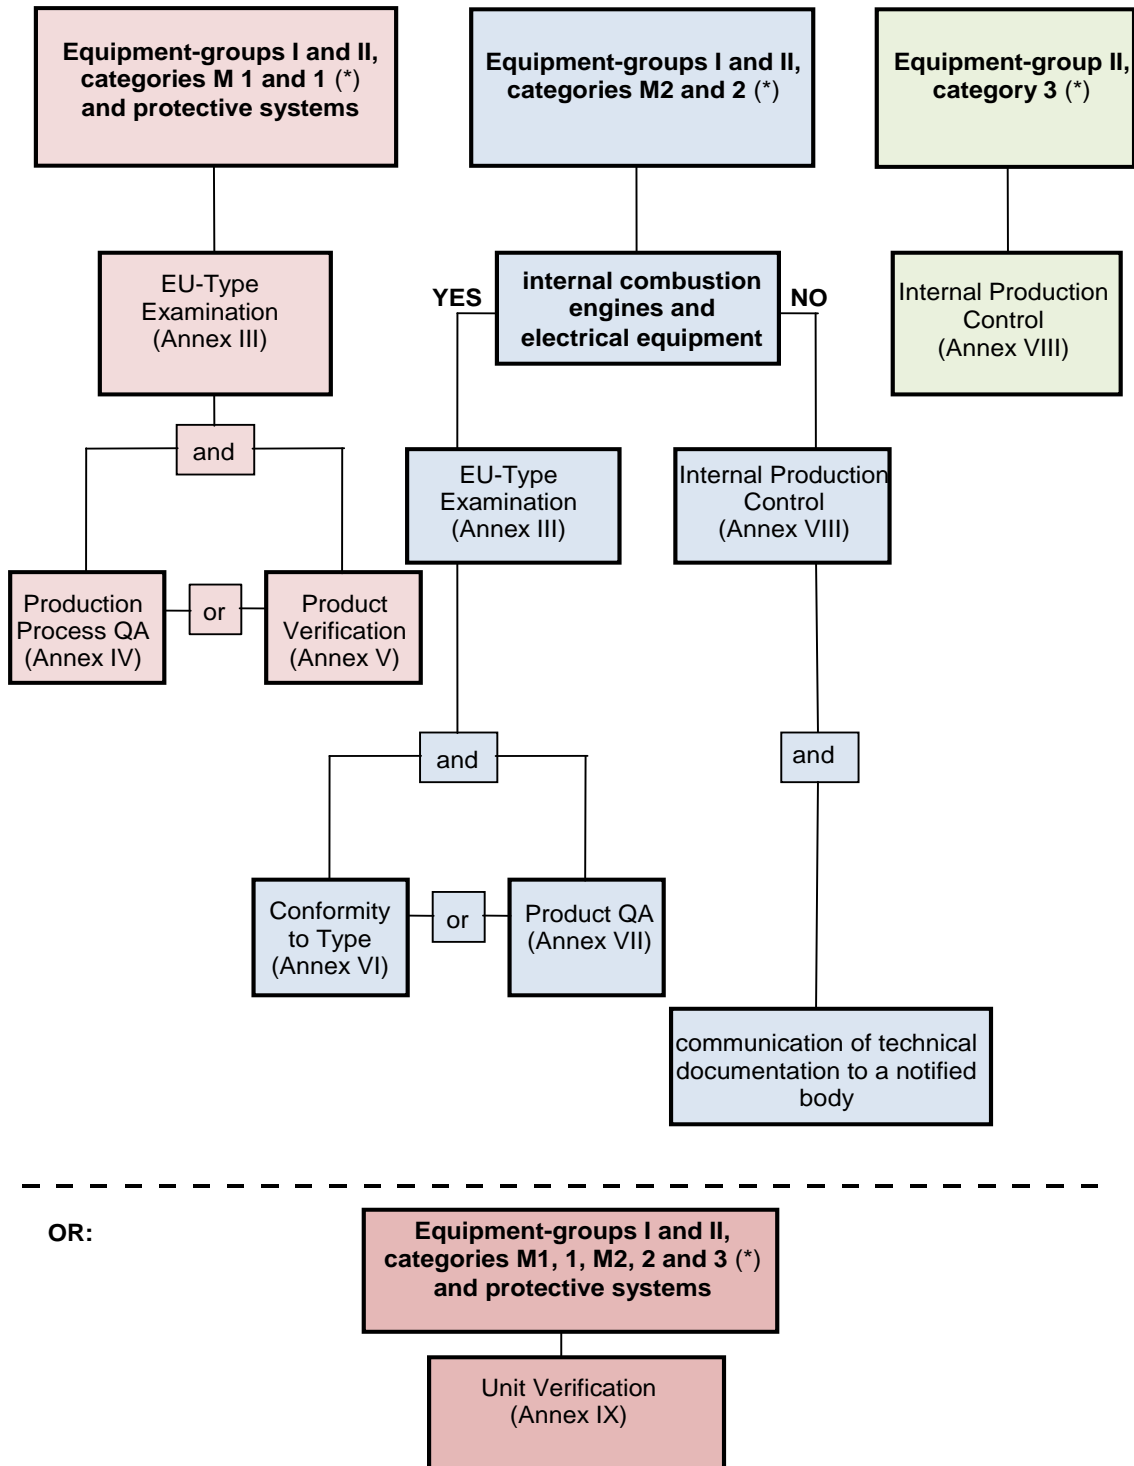 Equipment-groups I and II,
categories M 1 and 1 (*)
and protective systems
Equipment-groups I and II,
categories M2 and 2 (*)
Equipment-group II,
category 3 (*)
EU-Type
Examination
(Annex III)
YES
internal combustion
engines and
electrical equipment
NO
Internal Production
Control
(Annex VIII)
and
EU-Type
Examination
(Annex III)
Internal Production
Control
(Annex VIII)
Production
Process QA
(Annex IV)
or
Product
Verification
(Annex V)
and
and
Conformity
to Type
(Annex VI)
or
Product QA
(Annex VII)
communication of technical
documentation to a notified
body
OR:
Equipment-groups I and II,
categories M1, 1, M2, 2 and 3 (*)
and protective systems
Unit Verification
(Annex IX)